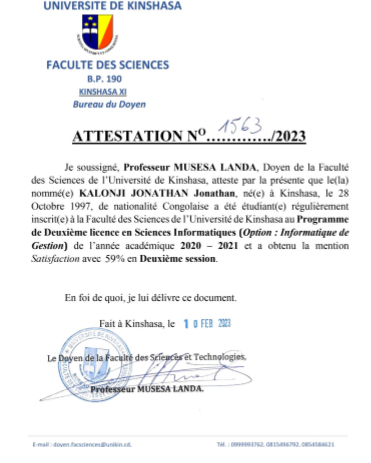 UNIVERSITE DE KINSHASA
FACULTE DES SCIENCES
B.P. 190
KINSHASA XI
Bureau du Doyen
ATTESTATION N°.1563/2023
Je soussigné, Professeur MUSESA LANDA, Doyen de la Faculté
des Sciences de l'Université de Kinshasa, atteste par la présente que le(la)
nommé(e) KALONJI JONATHAN Jonathan, né(e) à Kinshasa, le 28
Octobre 1997, de nationalité Congolaise a été étudiant(e) régulièrement
inscrit(e) à la Faculté des Sciences de l'Université de Kinshasa au Programme
de Deuxième licence en Sciences Informatiques (Option : Informatique de
Gestion) de l'année académique 2020 – 2021 et a obtenu la mention
Satisfaction avec 59% en Deuxième session.
En foi de quoi, je lui délivre ce document.
Fait à Kinshasa, le 10 FEB 2023
Le Doyen de la Faculté des Sciences et Technologies,
Professeur MUSESA LANDA.
E-mail : doyen.facsciences@unikin.cd.
Tél. : 0999993762, 0815496792, 0854584621